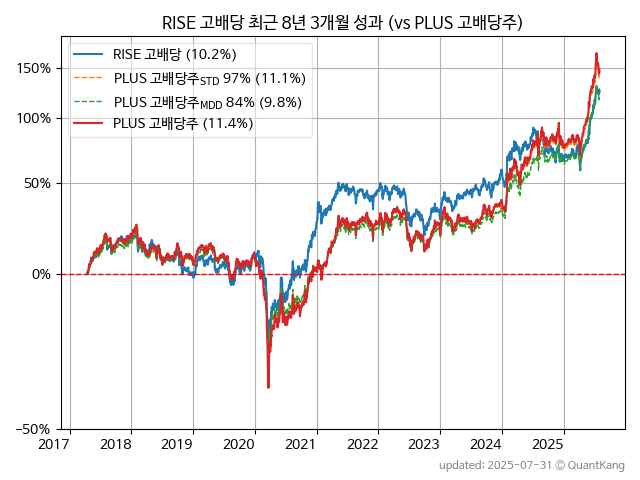 RISE 고배당 최근 8년 3개월 성과 (vs PLUS 고배당주)
RISE 고배당 (10.2%)
PLUS 고배당주STD 97% (11.1%)
PLUS 고배당주MDD 84% (9.8%)
PLUS 고배당주 (11.4%)
150%
100%
50%
0%
−50%
2017 2018 2019 2020 2021 2022 2023 2024 2025
updated: 2025-07-31 © QuantKang